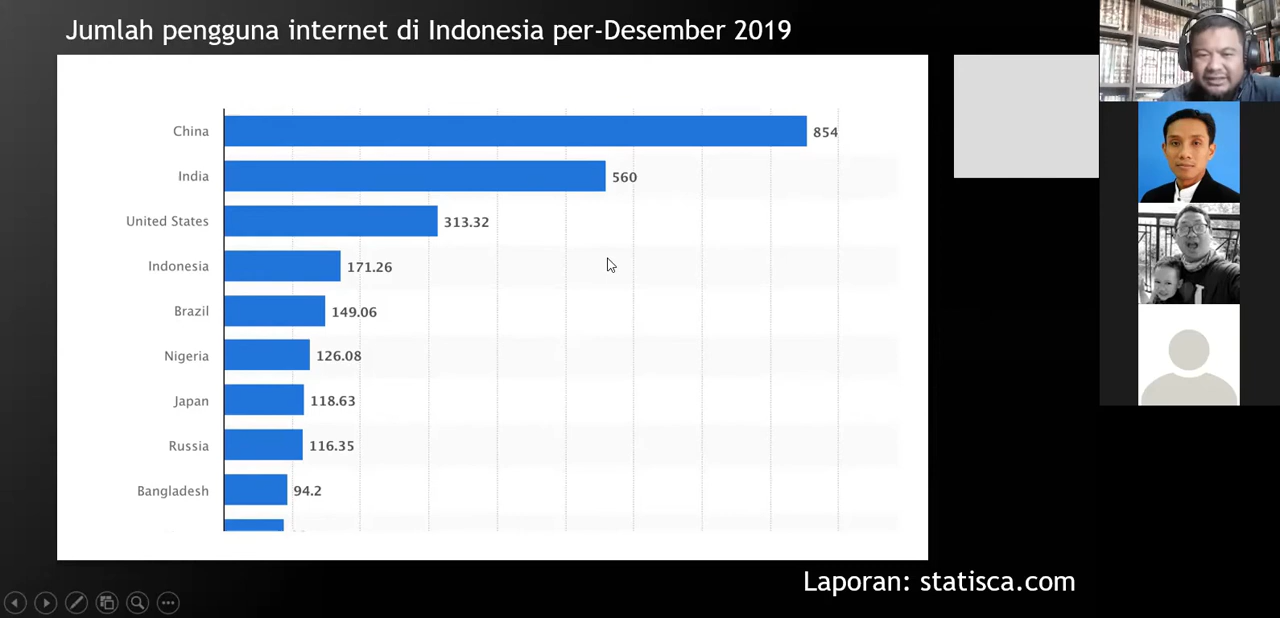 Jumlah pengguna internet di Indonesia per-Desember 2019
China 854
India 560
United States 313.32
Indonesia 171.26
Brazil 149.06
Nigeria 126.08
Japan 118.63
Russia 116.35
Bangladesh 94.2
Laporan: statisca.com